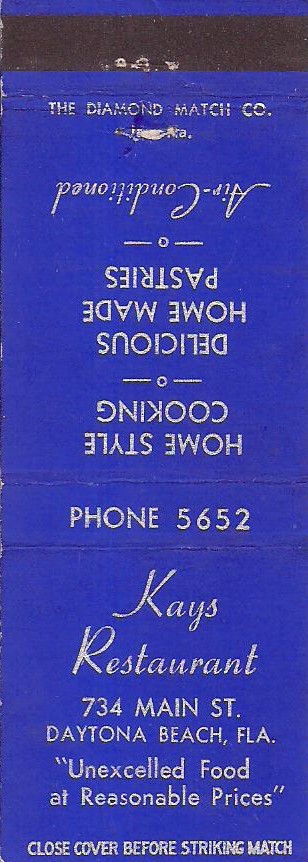 THE DIAMOND MATCH CO.
Air-Conditioned
PASTRIES
HOME MADE
DELICIOUS
COOKING
HOME STYLE
PHONE 5652
Kays
Restaurant
734 MAIN ST.
DAYTONA BEACH, FLA.
"Unexcelled Food
at Reasonable Prices"
CLOSE COVER BEFORE STRIKING MATCH